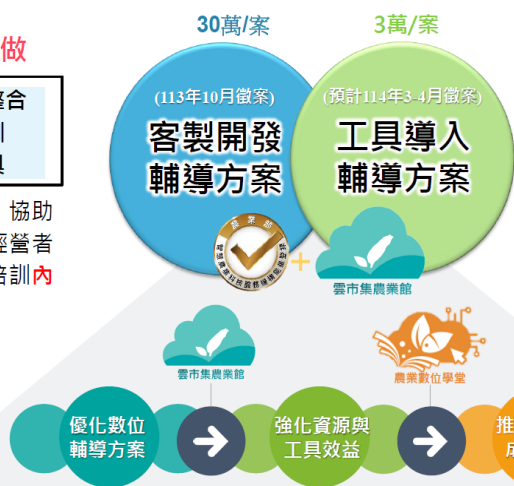 30萬/案
3萬/案
做
(113年10月徵案)
(預計114年3-4月徵案)
客製開發
輔導方案
工具導入
輔導方案
整合
訓
協助
經營者
培訓內
農業部
+
雲市集農業館
雲市集農業館
農業數位學堂
優化數位
輔導方案
強化資源與
工具效益
推
成